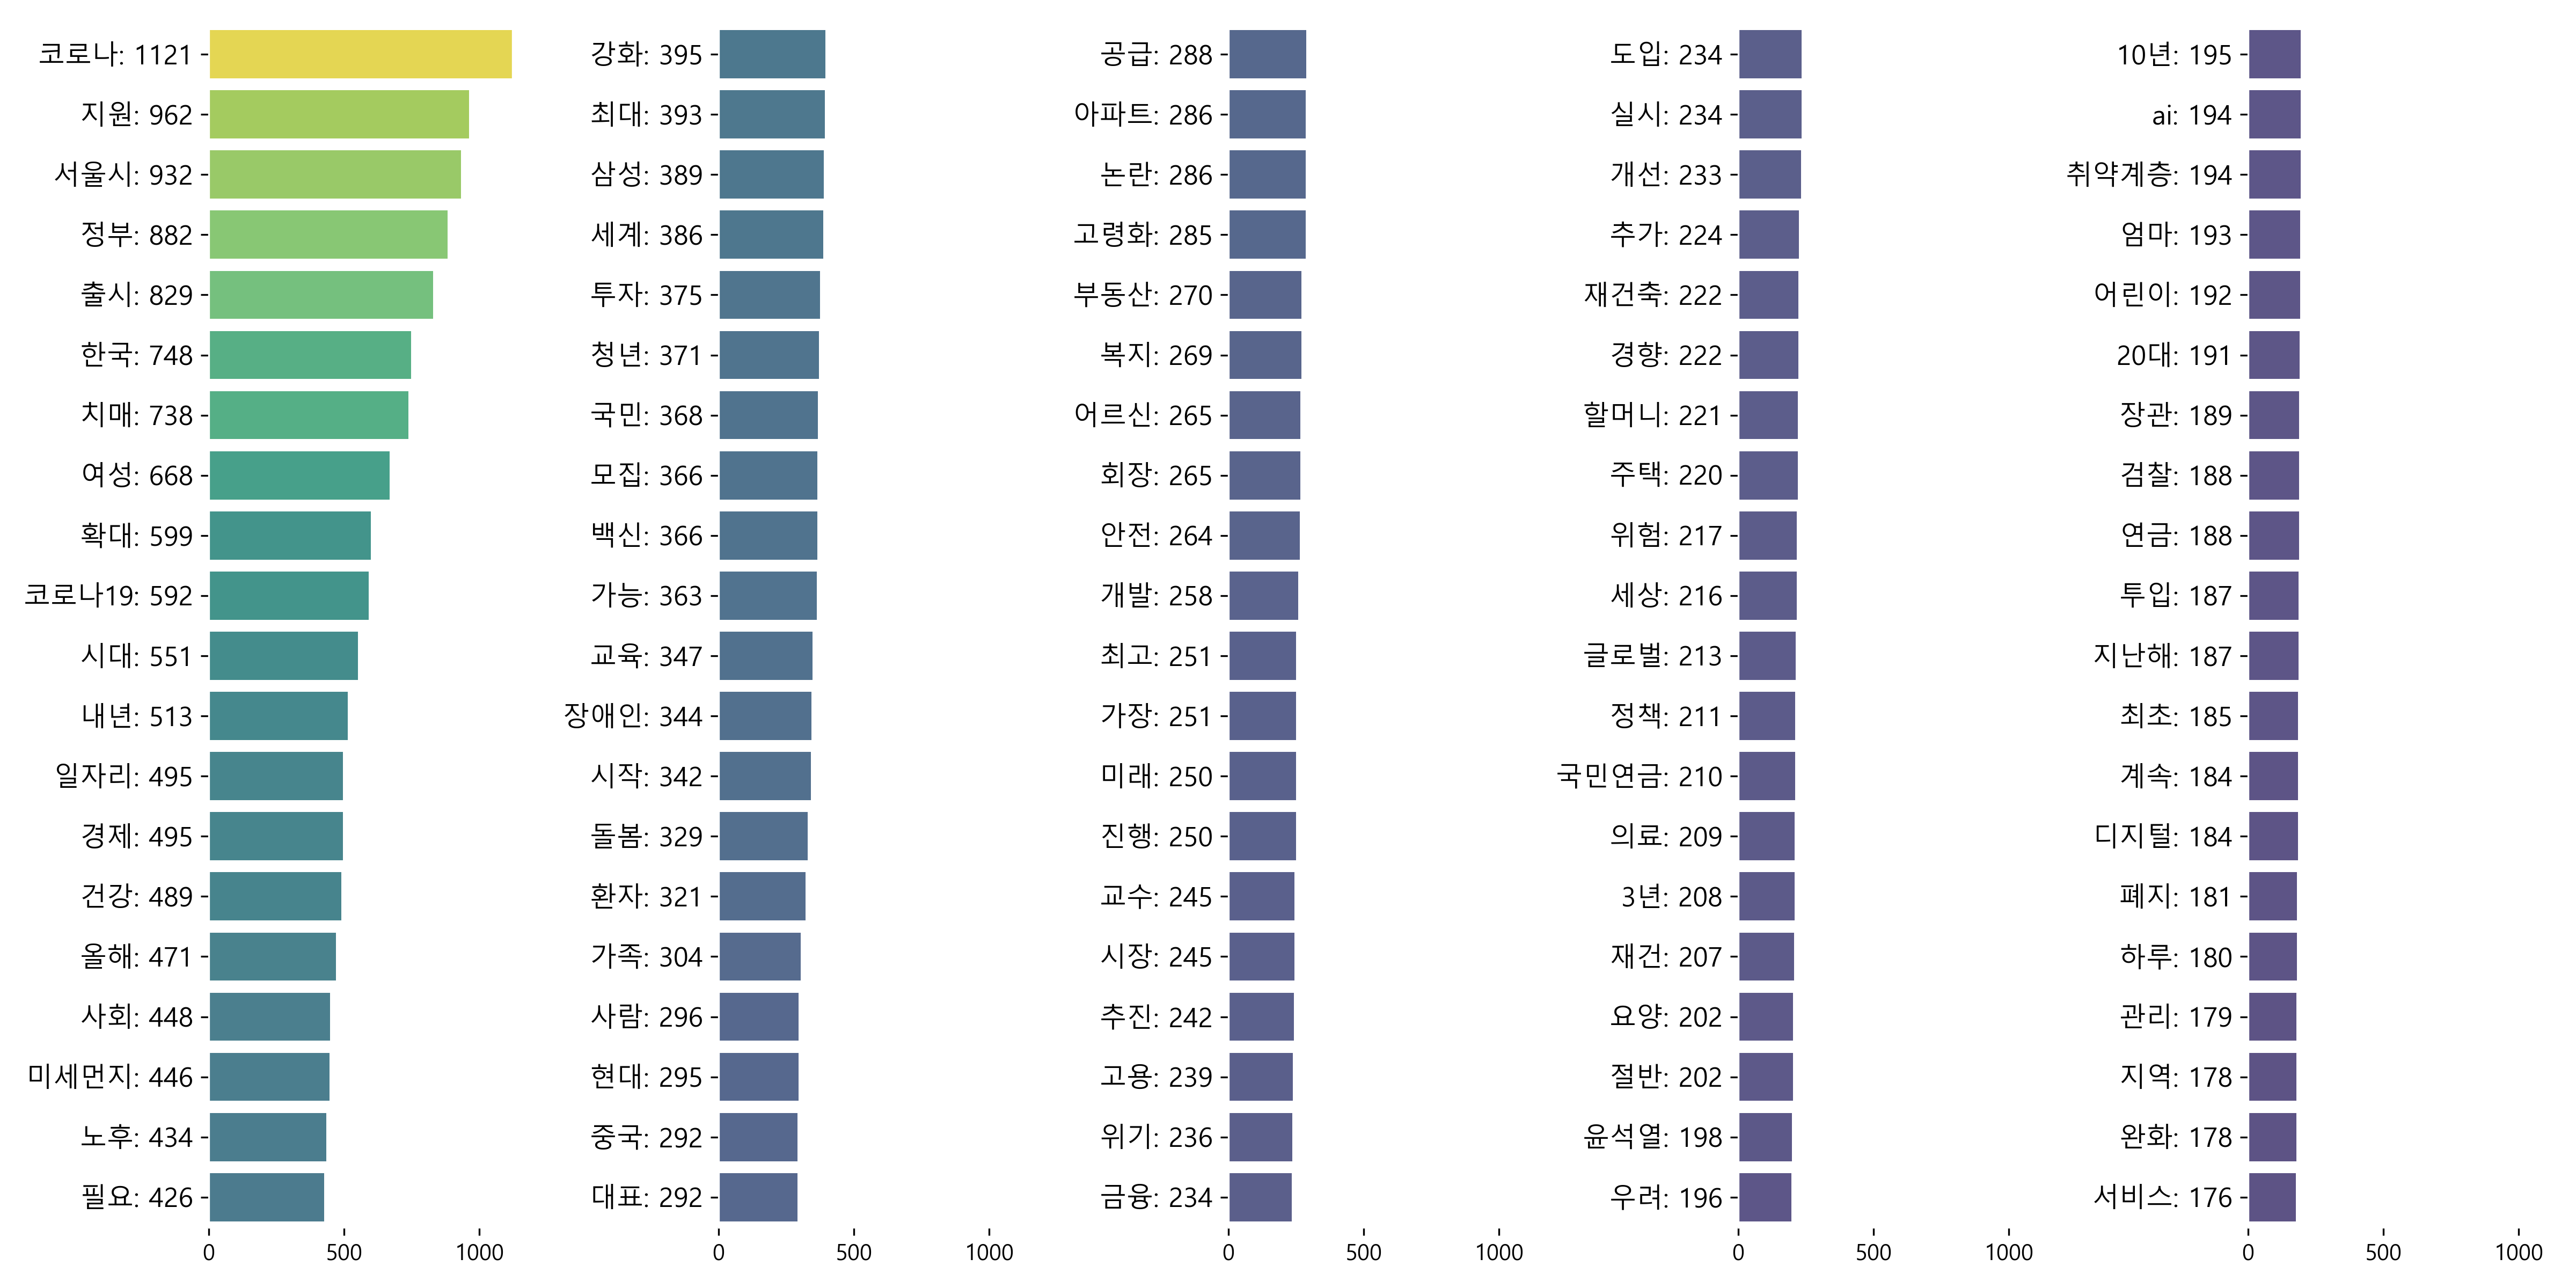 코로나: 1121
지원: 962
서울시: 932
정부: 882
출시: 829
한국: 748
치매: 738
여성: 668
확대: 599
코로나19: 592
시대: 551
내년: 513
일자리: 495
경제: 495
건강: 489
올해: 471
사회: 448
미세먼지: 446
노후: 434
필요: 426
0 500 1000
강화: 395
최대: 393
삼성: 389
세계: 386
투자: 375
청년: 371
국민: 368
모집: 366
백신: 366
가능: 363
교육: 347
장애인: 344
시작: 342
돌봄: 329
환자: 321
가족: 304
사람: 296
현대: 295
중국: 292
대표: 292
0 500 1000
공급: 288
아파트: 286
논란: 286
고령화: 285
부동산: 270
복지: 269
어르신: 265
회장: 265
안전: 264
개발: 258
최고: 251
가장: 251
미래: 250
진행: 250
교수: 245
시장: 245
추진: 242
고용: 239
위기: 236
금융: 234
0 500 1000
도입: 234
실시: 234
개선: 233
추가: 224
재건축: 222
경향: 222
할머니: 221
주택: 220
위험: 217
세상: 216
글로벌: 213
정책: 211
국민연금: 210
의료: 209
3년: 208
재건: 207
요양: 202
절반: 202
윤석열: 198
우려: 196
0 500 1000
10년: 195
ai: 194
취약계층: 194
엄마: 193
어린이: 192
20대: 191
장관: 189
검찰: 188
연금: 188
투입: 187
지난해: 187
최초: 185
계속: 184
디지털: 184
폐지: 181
하루: 180
관리: 179
지역: 178
완화: 178
서비스: 176
0 500 1000